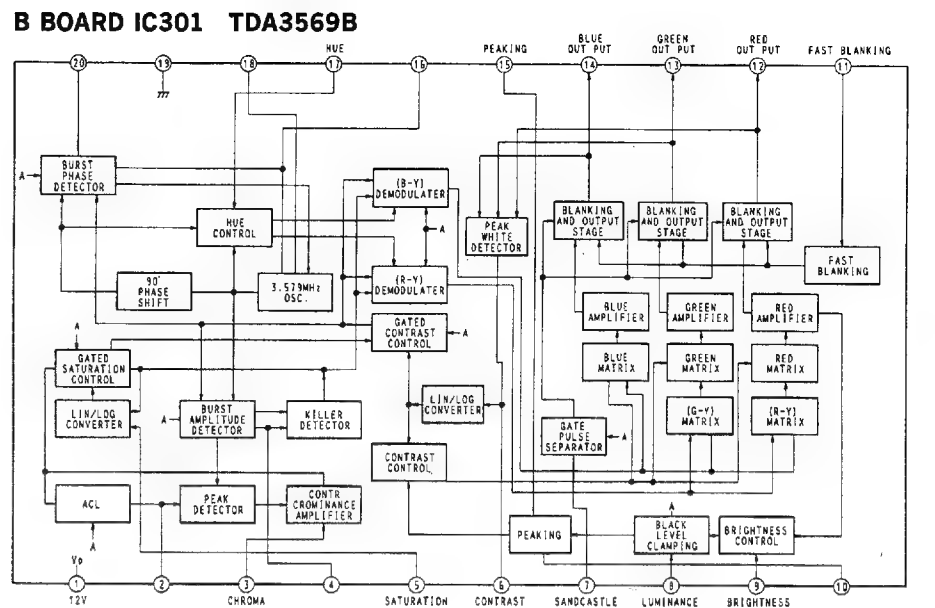 B BOARD IC301 TDA3569B
HUE
PEAKING
BLUE
OUT PUT
GREEN
OUT PUT
RED
OUT PUT
FAST BLANKING
20
19
18
17
16
15
14
13
12
11
A
BURST
PHASE
DETECTOR
(B-Y)
DEMODULATER
HUE
CONTROL
A
PEAK
WHITE
DETECTOR
BLANKING
AND OUTPUT
STAGE
BLANKING
AND OUTPUT
STAGE
BLANKING
AND OUTPUT
STAGE
FAST
BLANKING
90°
PHASE
SHIFT
3.579MHz
OSC.
(R-Y)
DEMODULATER
BLUE
AMPLIFIER
GREEN
AMPLIFIER
RED
AMPLIFIER
A
GATED
CONTRAST
CONTROL
A
GATED
SATURATION
CONTROL
BLUE
MATRIX
GREEN
MATRIX
RED
MATRIX
LIN/LOG
CONVERTER
A
BURST
AMPLITUDE
DETECTOR
KILLER
DETECTOR
LIN/LOG
CONVERTER
(G-Y)
MATRIX
(R-Y)
MATRIX
GATE
PULSE
SEPARATOR
A
CONTRAST
CONTROL
ACL
PEAK
DETECTOR
CONTR
CROMINANCE
AMPLIFIER
A
PEAKING
A
BLACK
LEVEL
CLAMPING
BRIGHTNESS
CONTROL
Vp
1
2
3
4
5
6
7
8
9
10
12V
CHROMA
SATURATION
CONTRAST
SANDCASTLE
LUMINANCE
BRIGHTNESS